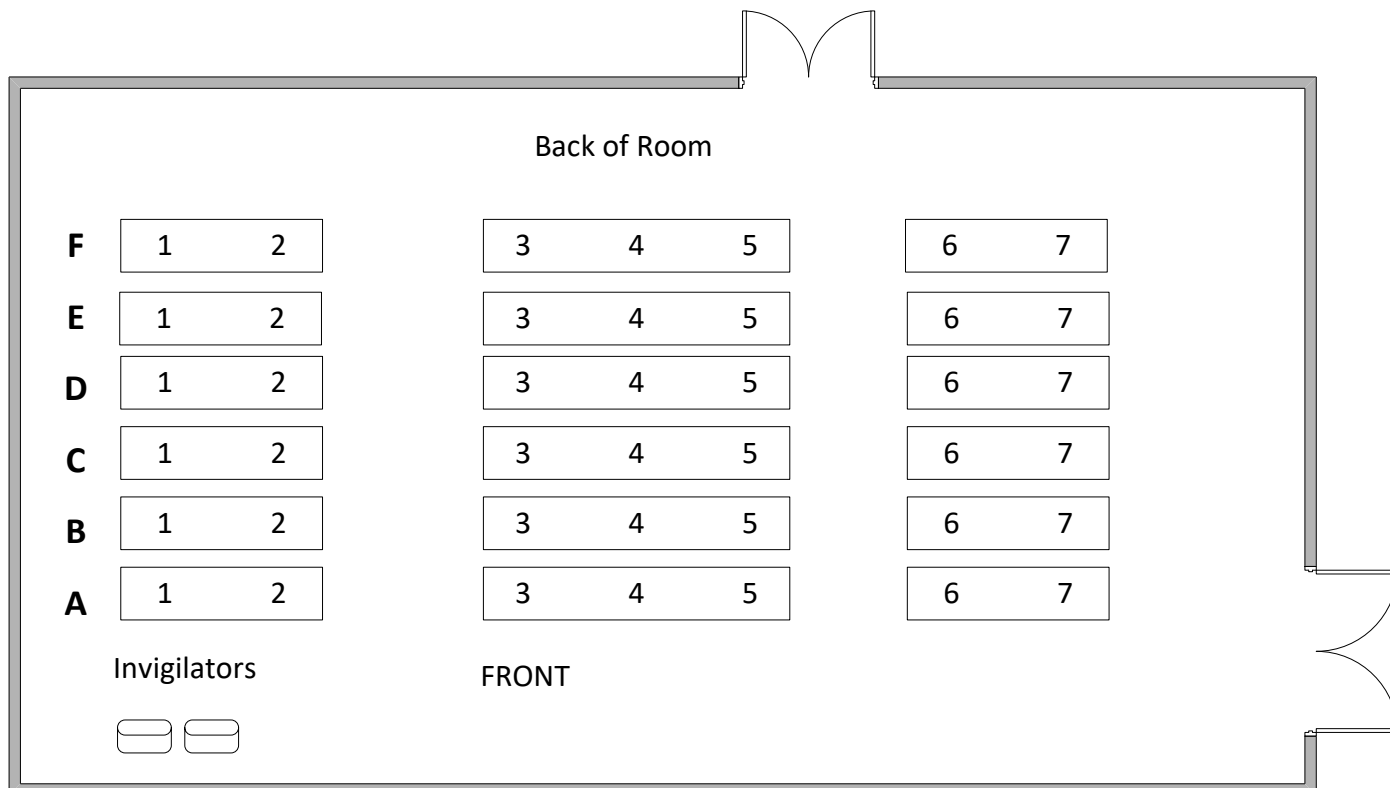 Back of Room
F 1 2 3 4 5 6 7
E 1 2 3 4 5 6 7
D 1 2 3 4 5 6 7
C 1 2 3 4 5 6 7
B 1 2 3 4 5 6 7
A 1 2 3 4 5 6 7
Invigilators
FRONT